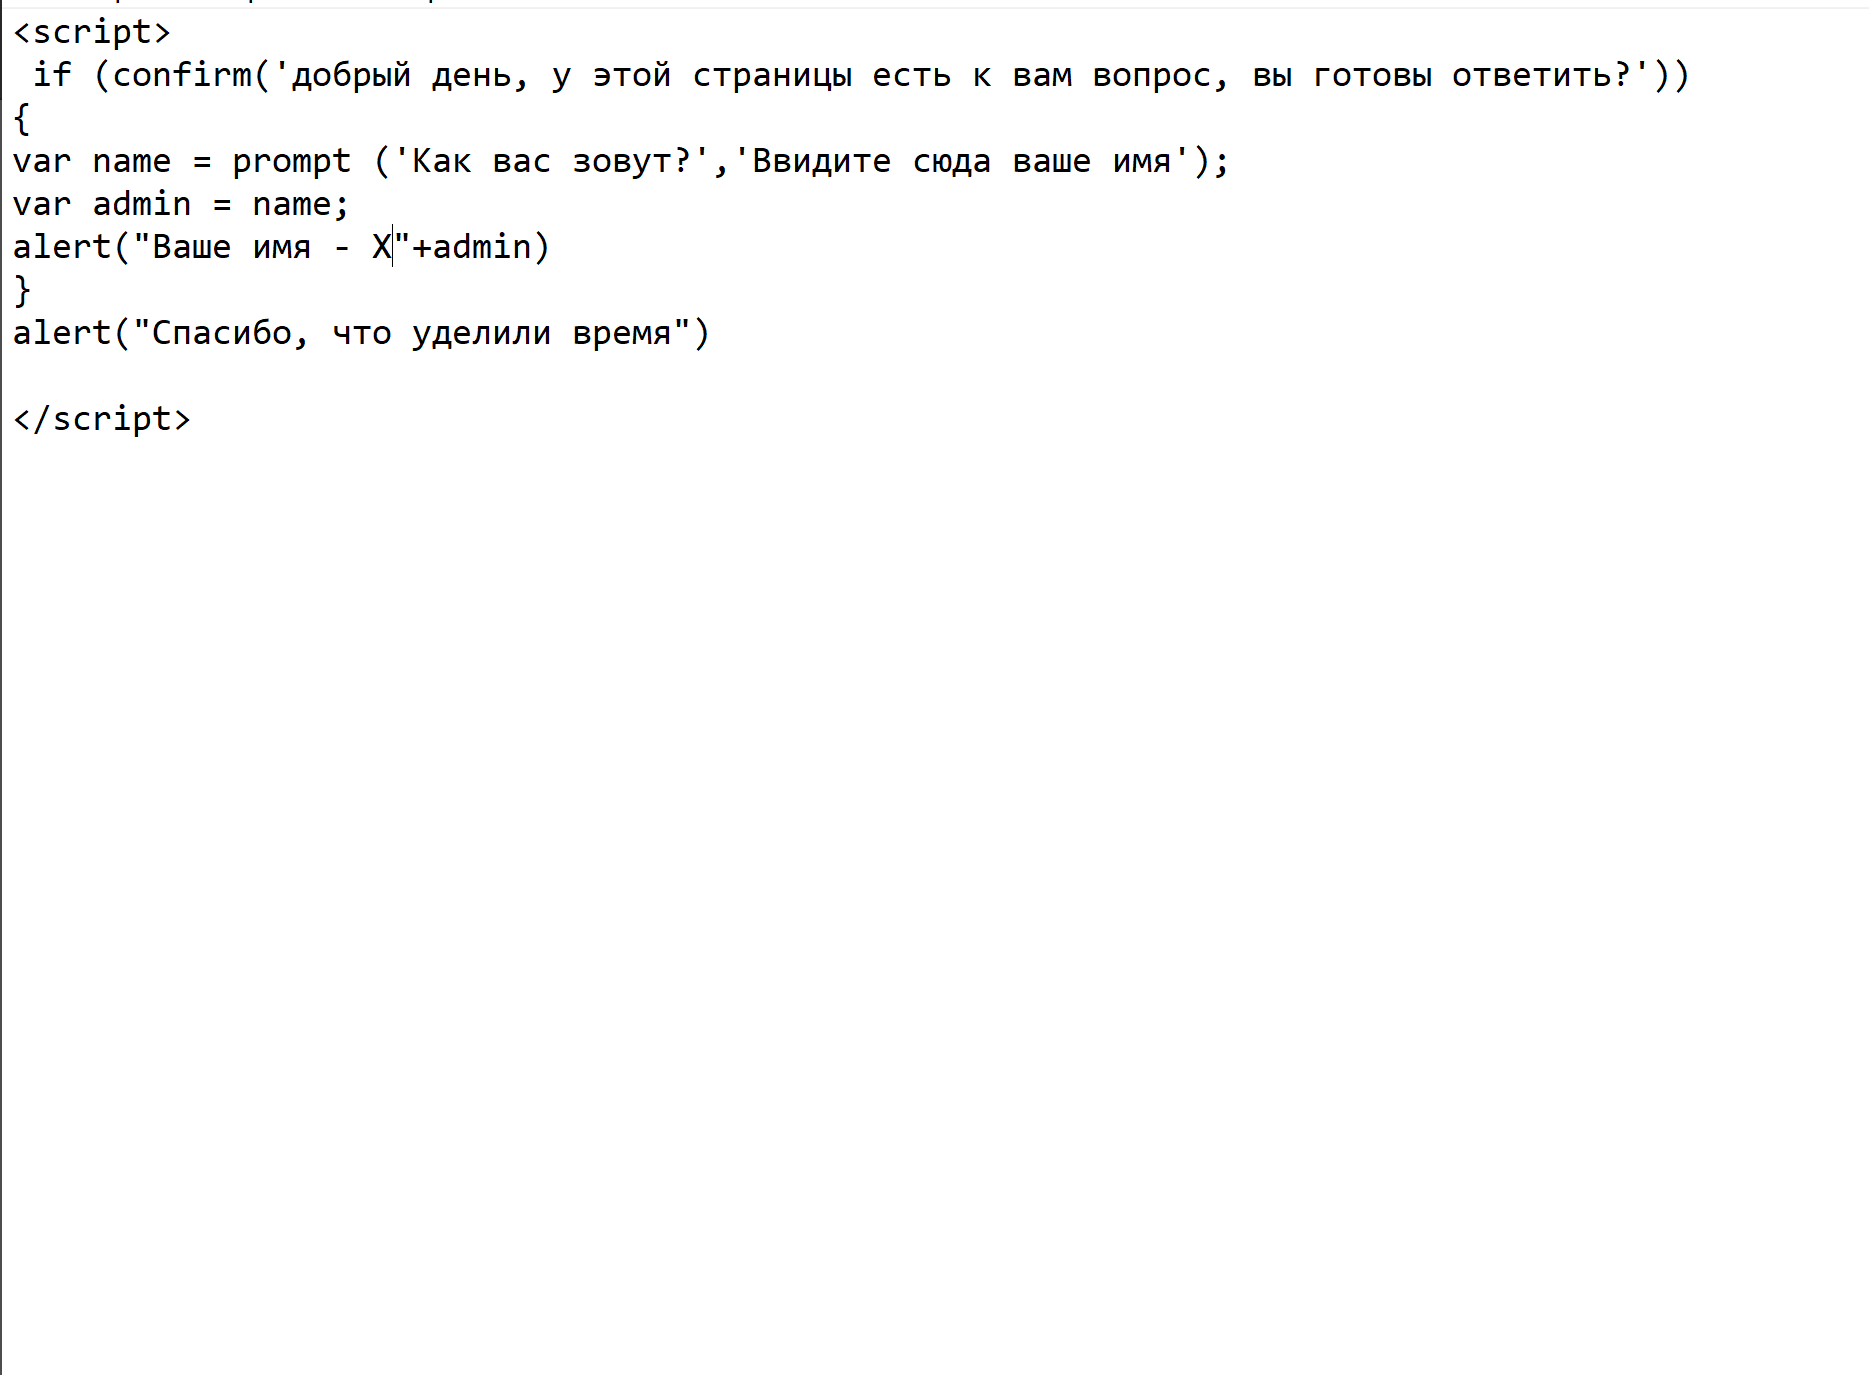 <script>
 if (confirm('добрый день, у этой страницы есть к вам вопрос, вы готовы ответить?'))
{
var name = prompt ('Как вас зовут?','Ввидите сюда ваше имя');
var admin = name;
alert("Ваше имя - X"+admin)
}
alert("Спасибо, что уделили время")
</script>